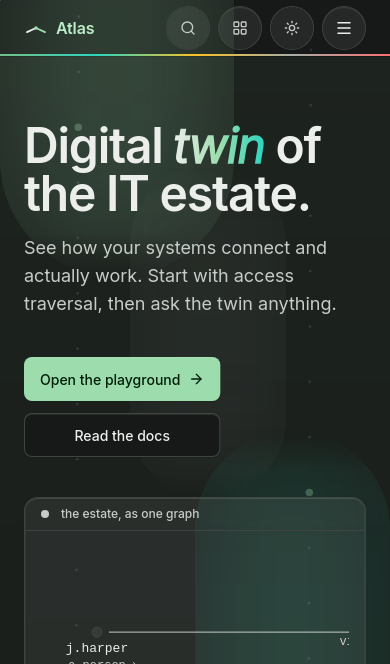 Atlas
Digital twin of
the IT estate.
See how your systems connect and
actually work. Start with access
traversal, then ask the twin anything.
Open the playground
Read the docs
the estate, as one graph
j.harper